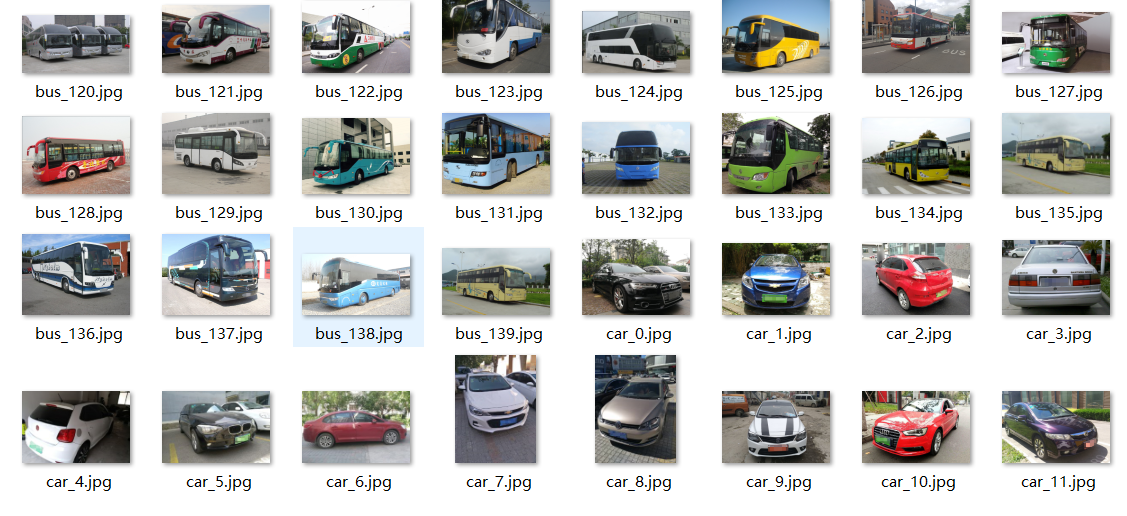 bus_120.jpg bus_121.jpg bus_122.jpg bus_123.jpg bus_124.jpg bus_125.jpg bus_126.jpg bus_127.jpg
bus_128.jpg bus_129.jpg bus_130.jpg bus_131.jpg bus_132.jpg bus_133.jpg bus_134.jpg bus_135.jpg
bus_136.jpg bus_137.jpg bus_138.jpg bus_139.jpg car_0.jpg car_1.jpg car_2.jpg car_3.jpg
car_4.jpg car_5.jpg car_6.jpg car_7.jpg car_8.jpg car_9.jpg car_10.jpg car_11.jpg